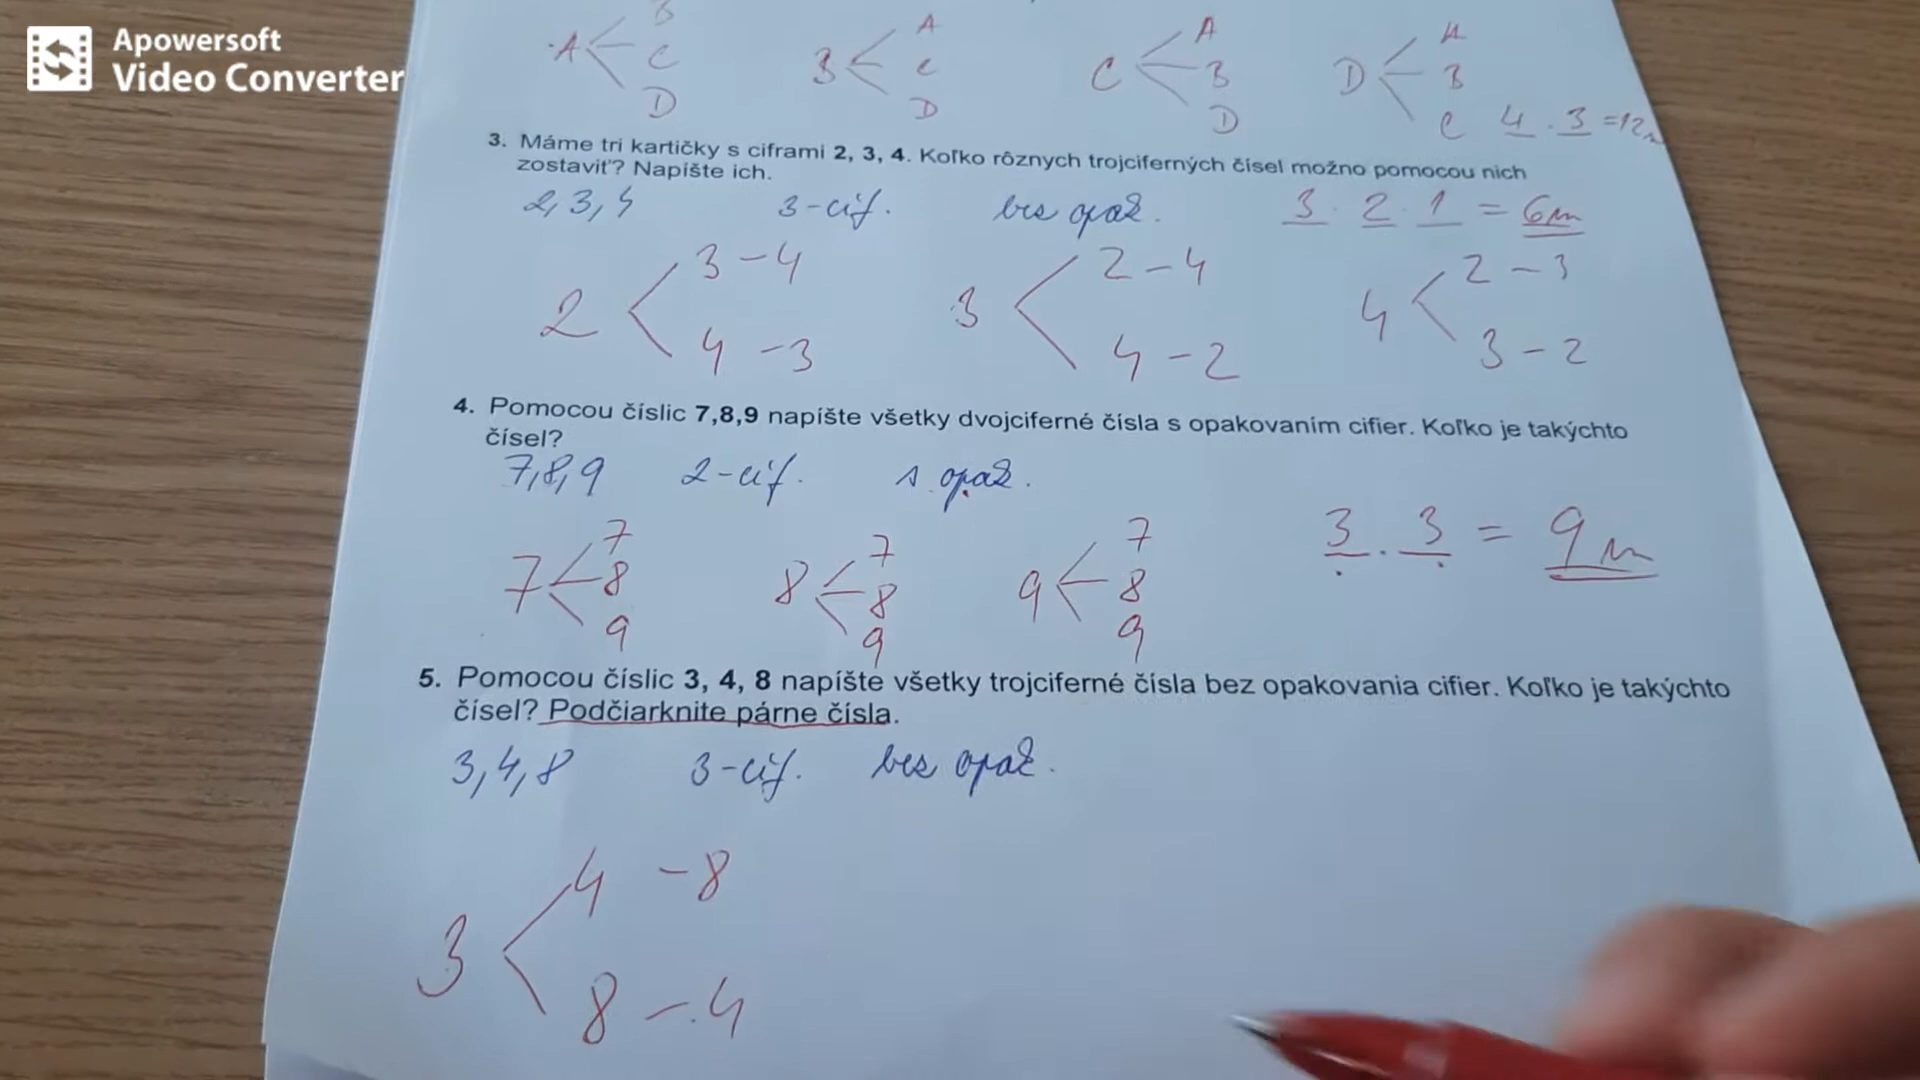 Apowersoft
Video Converter
B A A A
A C 3 c C B D B
D D D c 4 . 3 = 12
3. Máme tri kartičky s ciframi 2, 3, 4. Koľko rôznych trojciferných čísel možno pomocou nich
zostaviť? Napíšte ich.
2, 3, 4 3-cif. bez opak. 3 . 2 . 1 = 6m
3 - 4 2 - 4 2 - 3
2 3 4
4 - 3 4 - 2 3 - 2
4. Pomocou číslic 7,8,9 napíšte všetky dvojciferné čísla s opakovaním cifier. Koľko je takýchto
čísel?
7,8,9 2-cif. s opak.
7 7 7 3 . 3 = 9m
7 8 8 8 9 8
9 9 9
5. Pomocou číslic 3, 4, 8 napíšte všetky trojciferné čísla bez opakovania cifier. Koľko je takýchto
čísel? Podčiarknite párne čísla.
3, 4, 8 3-cif. bez opak.
4 - 8
3
8 - 4